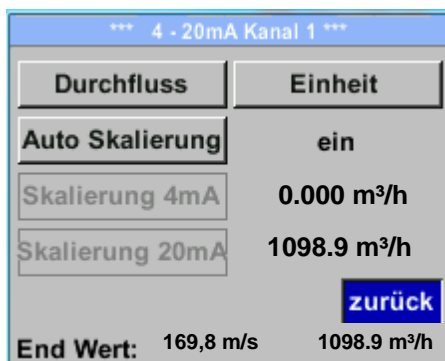 *** 4 - 20mA Kanal 1 ***
Durchfluss Einheit
Auto Skalierung ein
Skalierung 4mA 0.000 m³/h
Skalierung 20mA 1098.9 m³/h
zurück
End Wert: 169,8 m/s 1098.9 m³/h